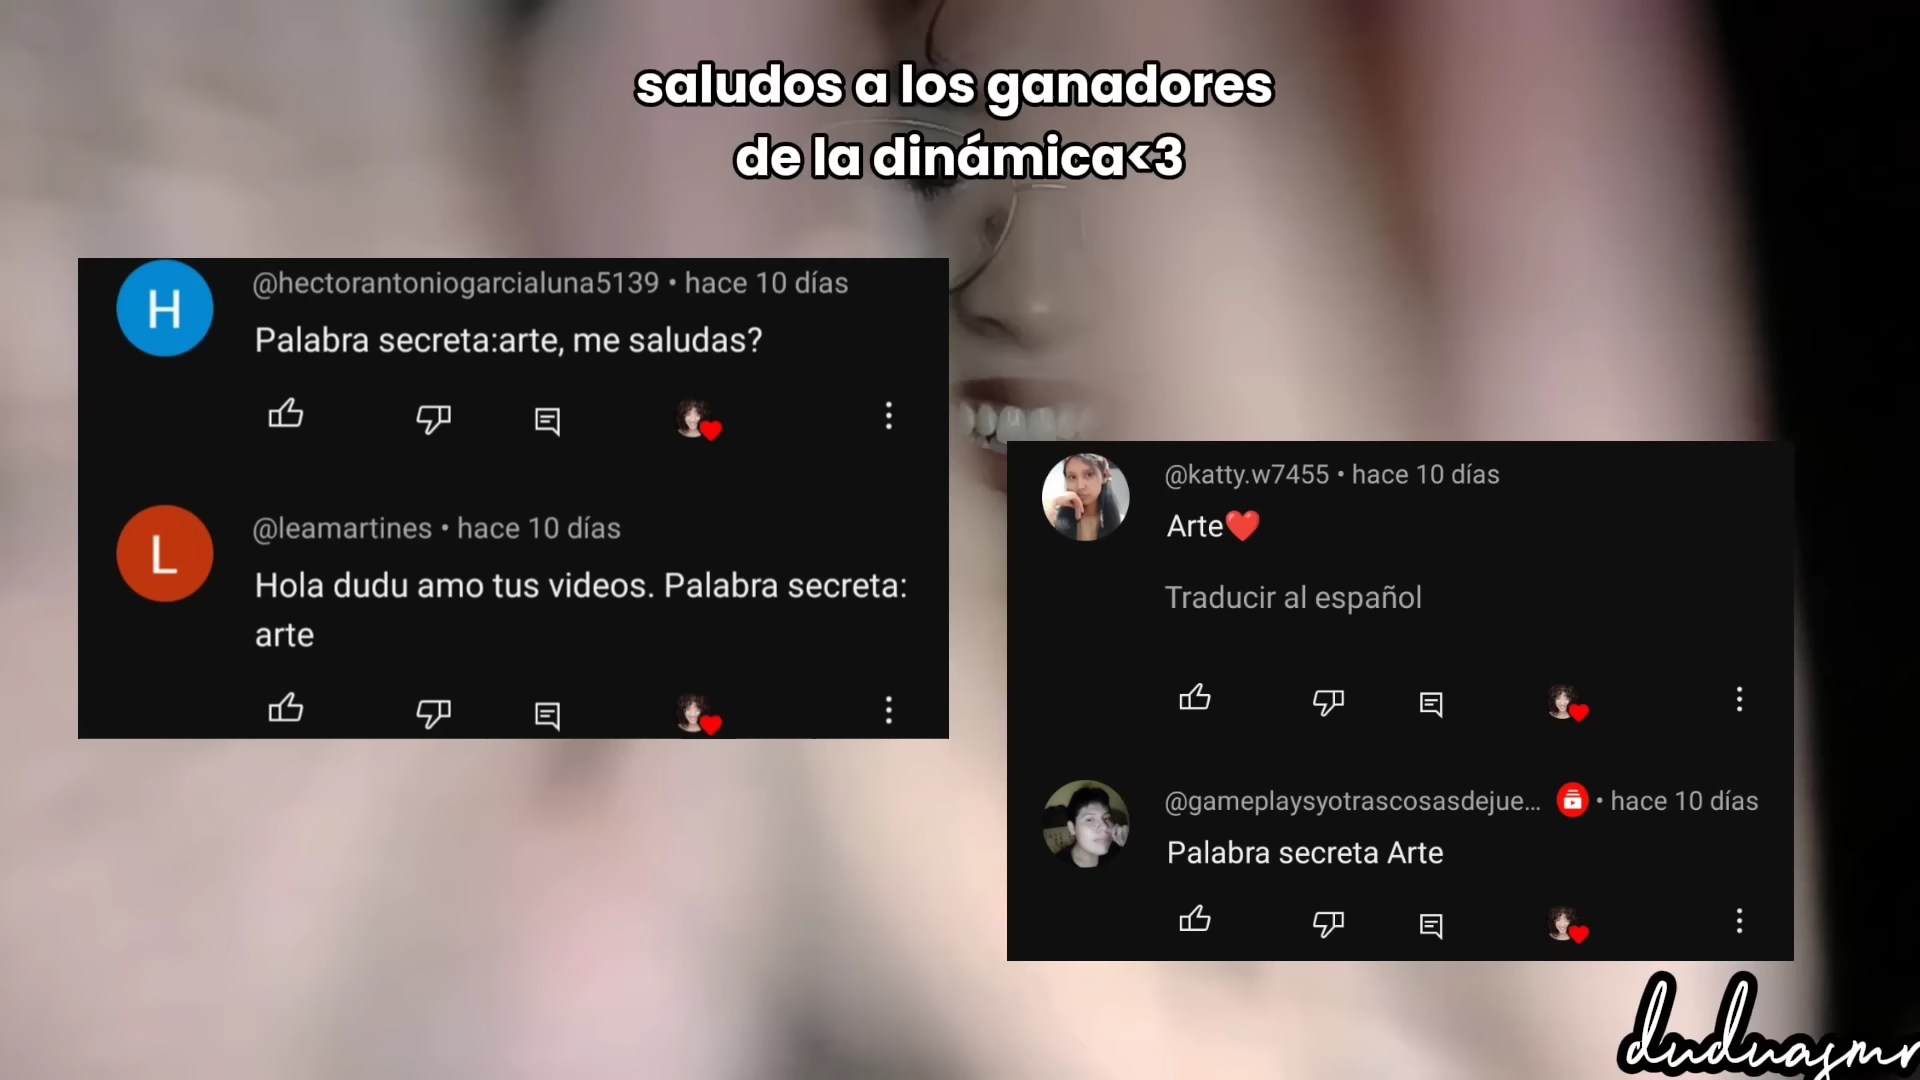 saludos a los ganadores
de la dinámica<3
H
@hectorantoniogarcialuna5139 • hace 10 días
Palabra secreta:arte, me saludas?
L
@leamartines • hace 10 días
Hola dudu amo tus videos. Palabra secreta:
arte
@katty.w7455 • hace 10 días
Arte❤️
Traducir al español
@gameplaysyotrascosasdejue... • hace 10 días
Palabra secreta Arte
duduasmr